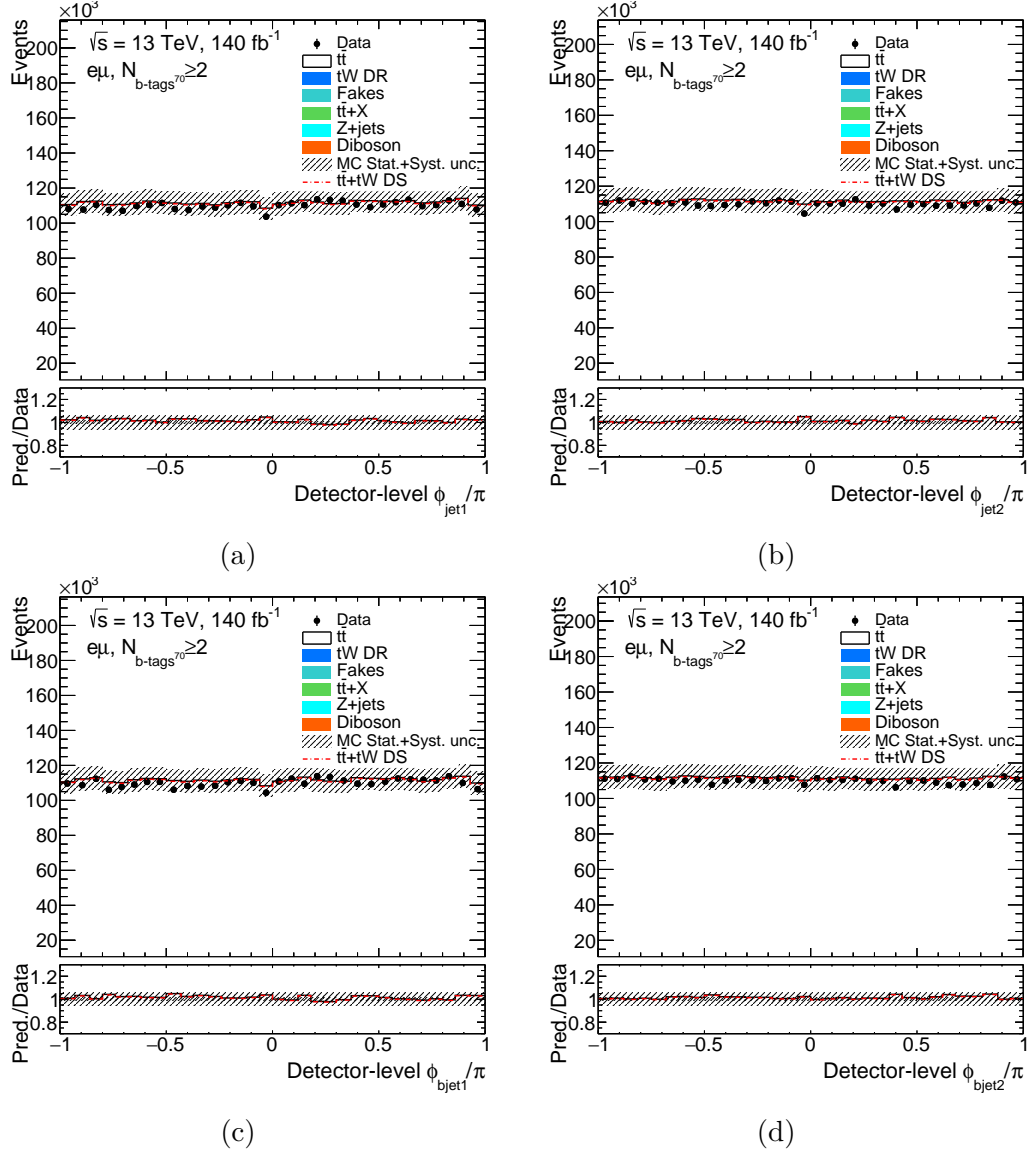 ×10³
Events
√s = 13 TeV, 140 fb⁻¹
eμ, N_b-tags⁷⁰≥2
Data
tt̄
tW DR
Fakes
tt̄+X
Z+jets
Diboson
MC Stat.+Syst. unc.
tt̄+tW DS
200
180
160
140
120
100
80
60
40
20
Pred./Data
1.2
1
0.8
−1 −0.5 0 0.5 1
Detector-level ϕ_jet1/π
(a)
×10³
Events
√s = 13 TeV, 140 fb⁻¹
eμ, N_b-tags⁷⁰≥2
Data
tt̄
tW DR
Fakes
tt̄+X
Z+jets
Diboson
MC Stat.+Syst. unc.
tt̄+tW DS
200
180
160
140
120
100
80
60
40
20
Pred./Data
1.2
1
0.8
−1 −0.5 0 0.5 1
Detector-level ϕ_jet2/π
(b)
×10³
Events
√s = 13 TeV, 140 fb⁻¹
eμ, N_b-tags⁷⁰≥2
Data
tt̄
tW DR
Fakes
tt̄+X
Z+jets
Diboson
MC Stat.+Syst. unc.
tt̄+tW DS
200
180
160
140
120
100
80
60
40
20
Pred./Data
1.2
1
0.8
−1 −0.5 0 0.5 1
Detector-level ϕ_bjet1/π
(c)
×10³
Events
√s = 13 TeV, 140 fb⁻¹
eμ, N_b-tags⁷⁰≥2
Data
tt̄
tW DR
Fakes
tt̄+X
Z+jets
Diboson
MC Stat.+Syst. unc.
tt̄+tW DS
200
180
160
140
120
100
80
60
40
20
Pred./Data
1.2
1
0.8
−1 −0.5 0 0.5 1
Detector-level ϕ_bjet2/π
(d)